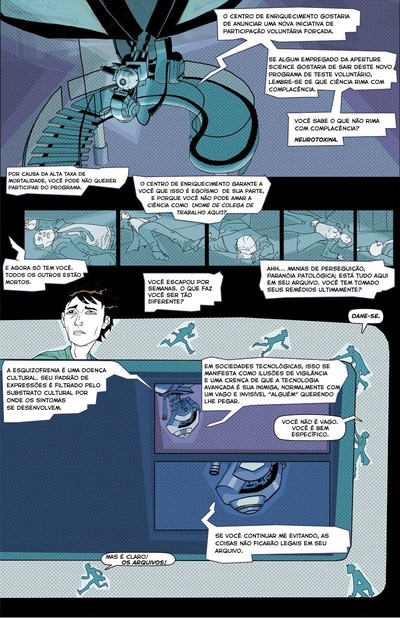 O CENTRO DE ENRIQUECIMENTO GOSTARIA
DE ANUNCIAR UMA NOVA INICIATIVA DE
PARTICIPAÇÃO VOLUNTÁRIA FORÇADA.
SE ALGUM EMPREGADO DA APERTURE
SCIENCE GOSTARIA DE SAIR DESTE NOVO
PROGRAMA DE TESTE VOLUNTÁRIO,
LEMBRE-SE DE QUE CIÊNCIA RIMA COM
COMPLACÊNCIA.
VOCÊ SABE O QUE NÃO RIMA
COM COMPLACÊNCIA?
NEUROTOXINA.
POR CAUSA DA ALTA TAXA DE
MORTALIDADE, VOCÊ PODE NÃO QUERER
PARTICIPAR DO PROGRAMA.
O CENTRO DE ENRIQUECIMENTO GARANTE A
VOCÊ QUE ISSO É EGOÍSMO DE SUA PARTE,
E PORQUE VOCÊ NÃO PODE AMAR A
CIÊNCIA COMO [NOME DE COLEGA DE
TRABALHO AQUI]?
E AGORA SÓ TEM VOCÊ.
TODOS OS OUTROS ESTÃO
MORTOS.
VOCÊ ESCAPOU POR
SEMANAS. O QUE FAZ
VOCÊ SER TÃO
DIFERENTE?
AHH... MANIAS DE PERSEGUIÇÃO,
PARANÓIA PATOLÓGICA; ESTÁ TUDO AQUI
EM SEU ARQUIVO. VOCÊ TEM TOMADO
SEUS REMÉDIOS ULTIMAMENTE?
DANE-SE.
A ESQUIZOFRENIA É UMA DOENÇA
CULTURAL. SEU PADRÃO DE
EXPRESSÕES É FILTRADO PELO
SUBSTRATO CULTURAL POR
ONDE OS SINTOMAS
SE DESENVOLVEM.
EM SOCIEDADES TECNOLÓGICAS, ISSO SE
MANIFESTA COMO ILUSÕES DE VIGILÂNCIA
E UMA CRENÇA DE QUE A TECNOLOGIA
AVANÇADA É SUA INIMIGA, NORMALMENTE COM
UM VAGO E INVISÍVEL "ALGUÉM" QUERENDO
LHE PEGAR.
VOCÊ NÃO É VAGO.
VOCÊ É BEM
ESPECÍFICO.
SE VOCÊ CONTINUAR ME EVITANDO, AS
COISAS NÃO FICARÃO LEGAIS EM SEU
ARQUIVO.
MAS É CLARO!
OS ARQUIVOS!